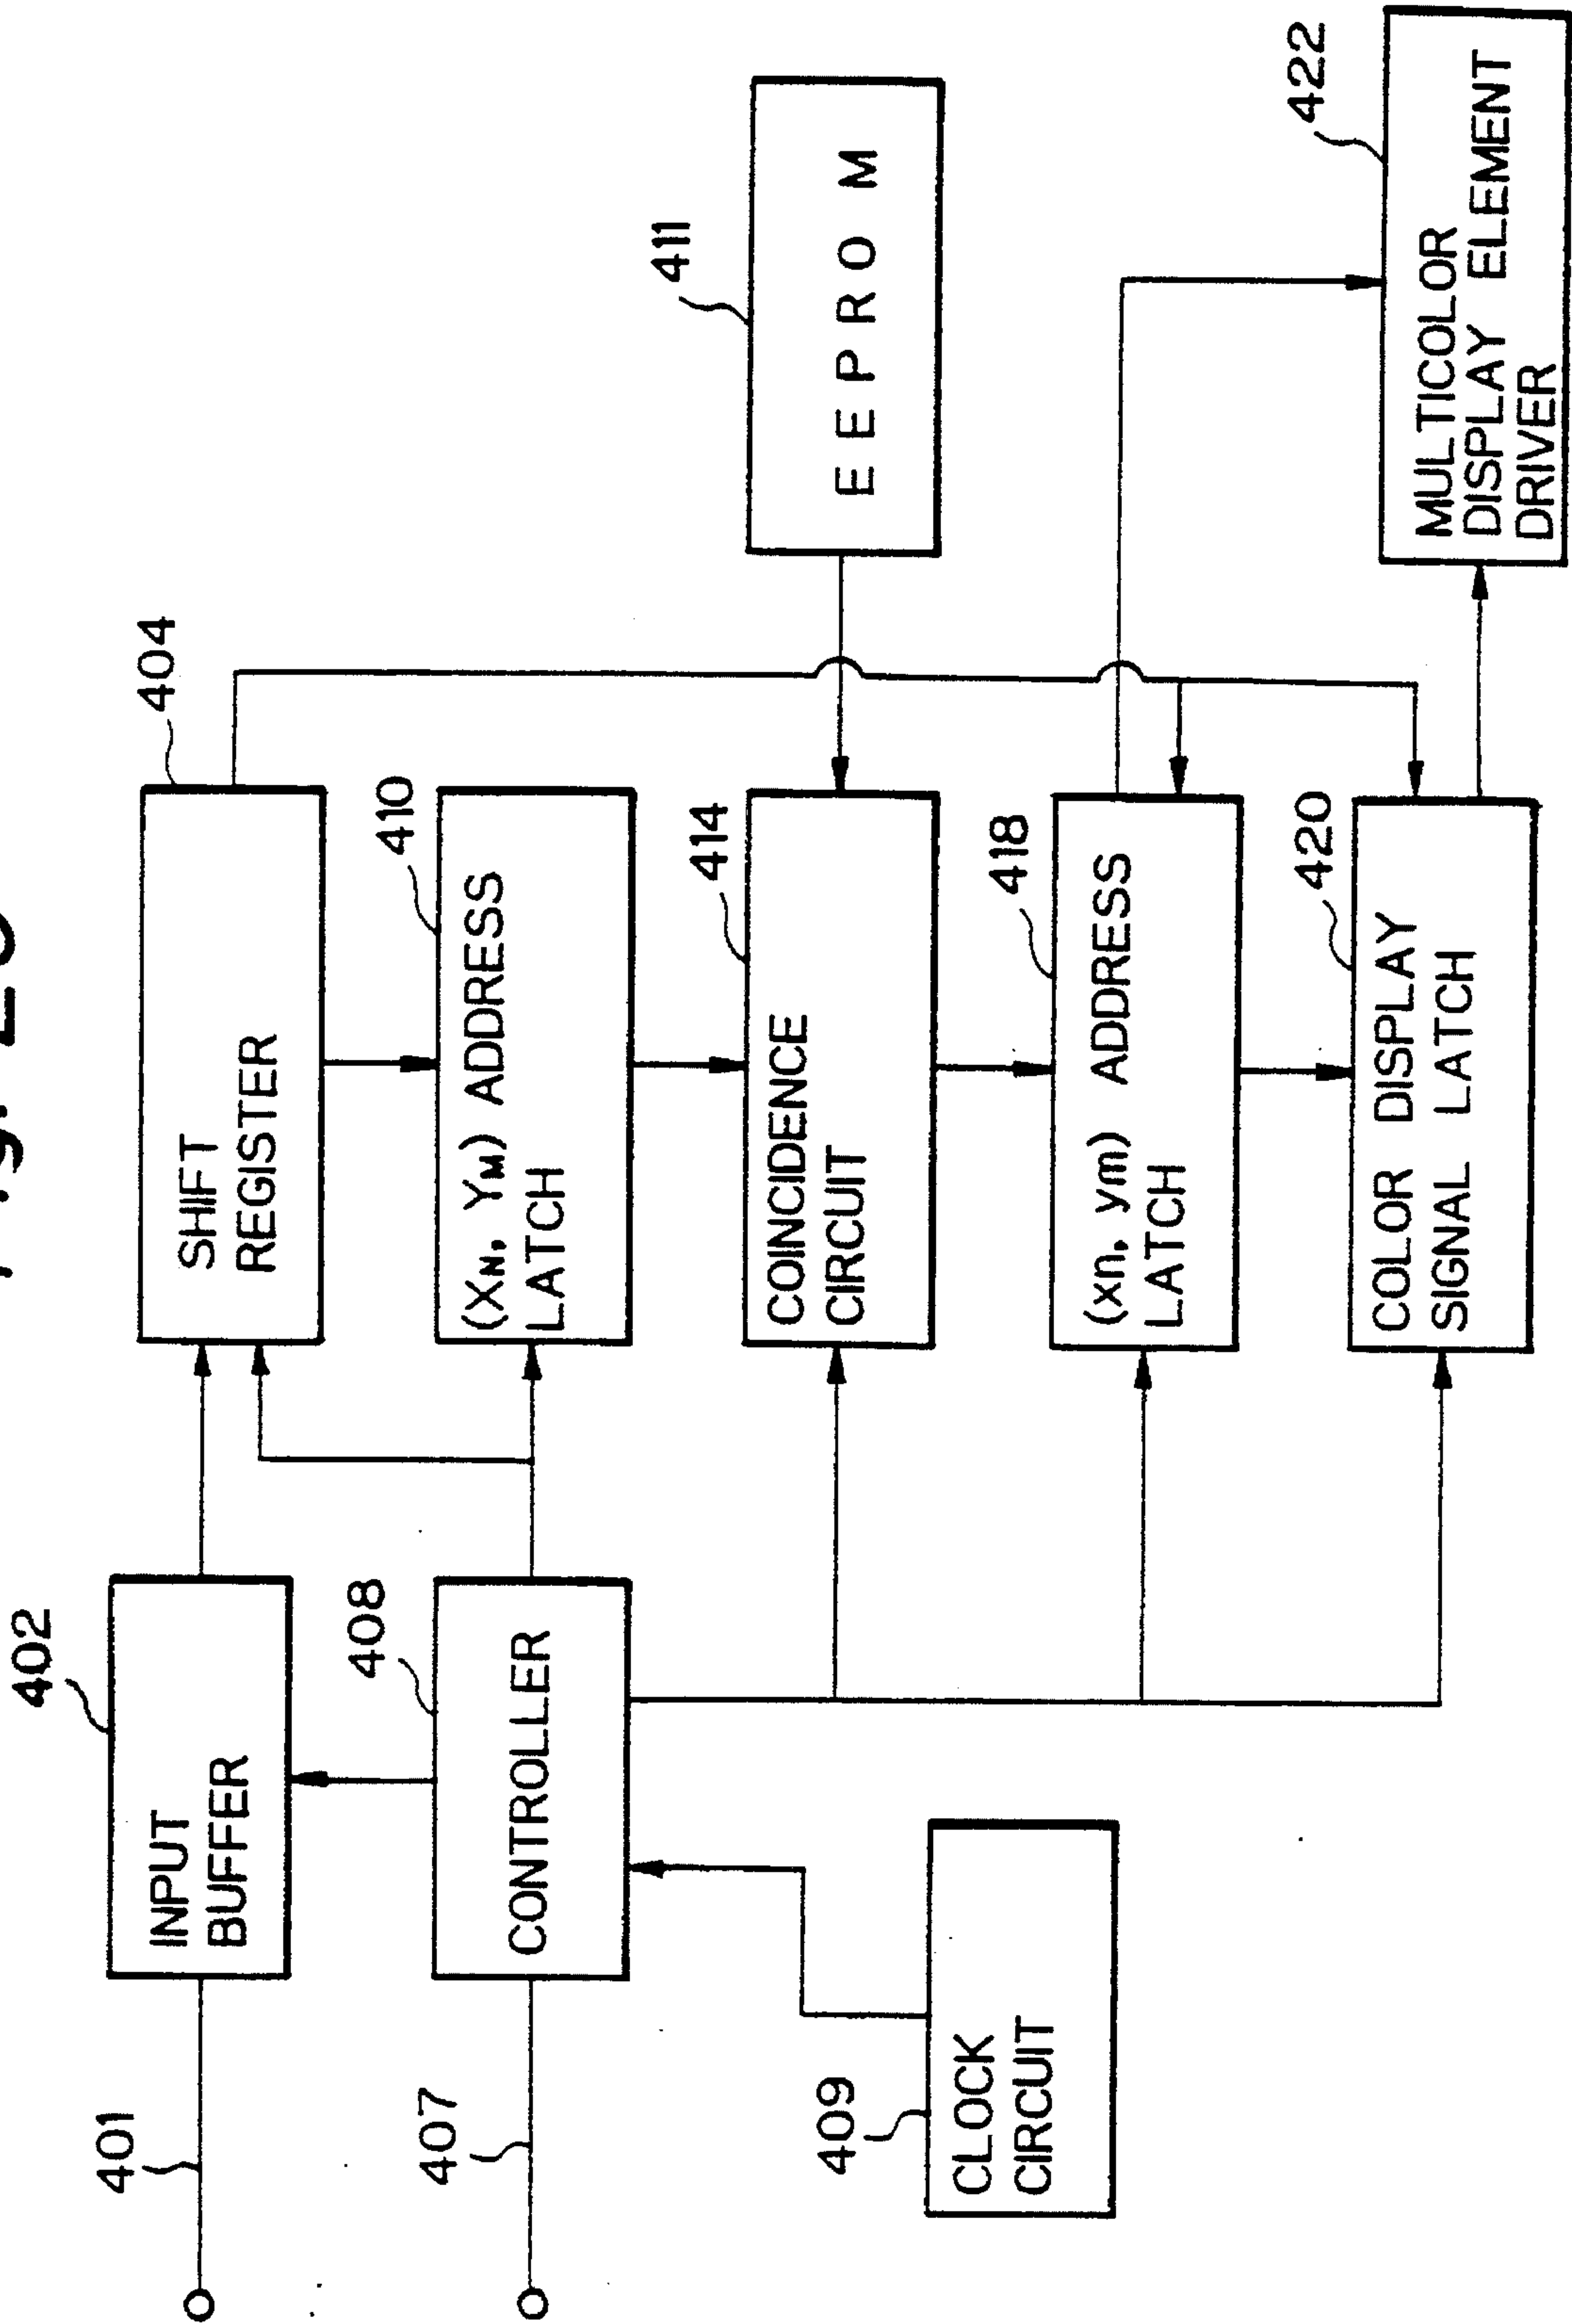 402
401
INPUT
BUFFER
404
SHIFT
REGISTER
408
407
CONTROLLER
410
(XN, YM) ADDRESS
LATCH
409
CLOCK
CIRCUIT
414
COINCIDENCE
CIRCUIT
411
EEPROM
418
(xn, ym) ADDRESS
LATCH
420
COLOR DISPLAY
SIGNAL LATCH
422
MULTICOLOR
DISPLAY ELEMENT
DRIVER